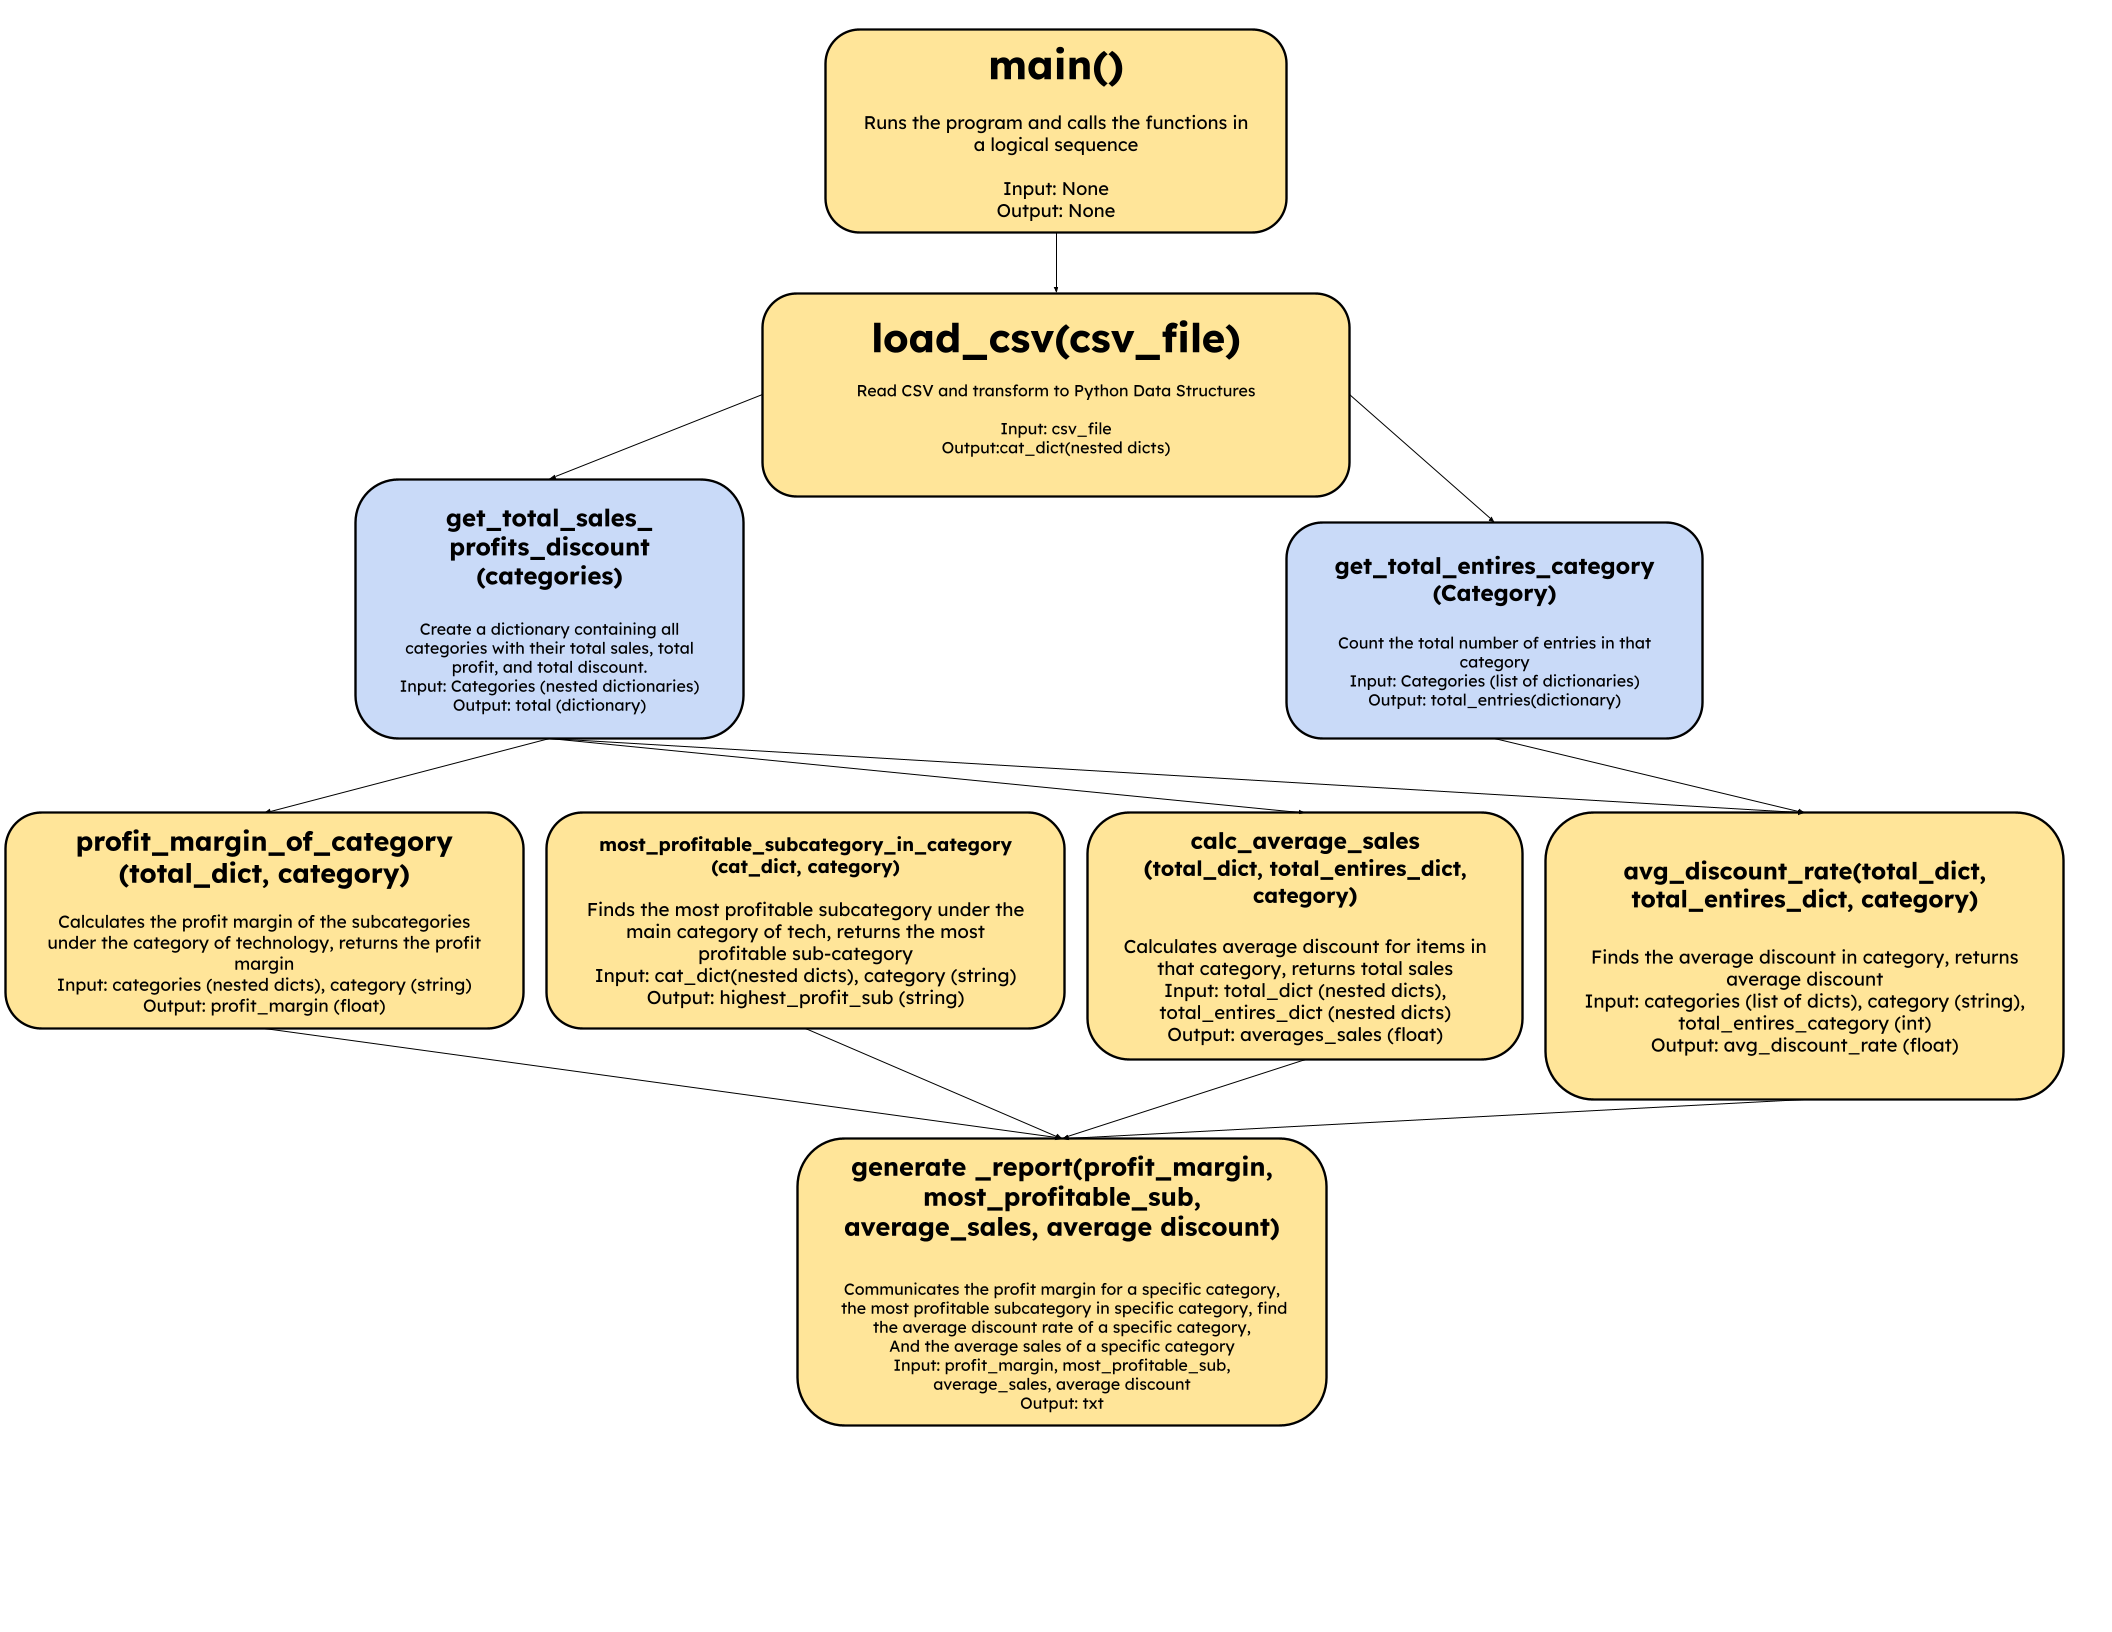 main()
Runs the program and calls the functions in
a logical sequence
Input: None
Output: None
load_csv(csv_file)
Read CSV and transform to Python Data Structures
Input: csv_file
Output:cat_dict(nested dicts)
get_total_sales_
profits_discount
(categories)
Create a dictionary containing all
categories with their total sales, total
profit, and total discount.
Input: Categories (nested dictionaries)
Output: total (dictionary)
get_total_entires_category
(Category)
Count the total number of entries in that
category
Input: Categories (list of dictionaries)
Output: total_entries(dictionary)
profit_margin_of_category
(total_dict, category)
Calculates the profit margin of the subcategories
under the category of technology, returns the profit
margin
Input: categories (nested dicts), category (string)
Output: profit_margin (float)
most_profitable_subcategory_in_category
(cat_dict, category)
Finds the most profitable subcategory under the
main category of tech, returns the most
profitable sub-category
Input: cat_dict(nested dicts), category (string)
Output: highest_profit_sub (string)
calc_average_sales
(total_dict, total_entires_dict,
category)
Calculates average discount for items in
that category, returns total sales
Input: total_dict (nested dicts),
total_entires_dict (nested dicts)
Output: averages_sales (float)
avg_discount_rate(total_dict,
total_entires_dict, category)
Finds the average discount in category, returns
average discount
Input: categories (list of dicts), category (string),
total_entires_category (int)
Output: avg_discount_rate (float)
generate _report(profit_margin,
most_profitable_sub,
average_sales, average discount)
Communicates the profit margin for a specific category,
the most profitable subcategory in specific category, find
the average discount rate of a specific category,
And the average sales of a specific category
Input: profit_margin, most_profitable_sub,
average_sales, average discount
Output: txt